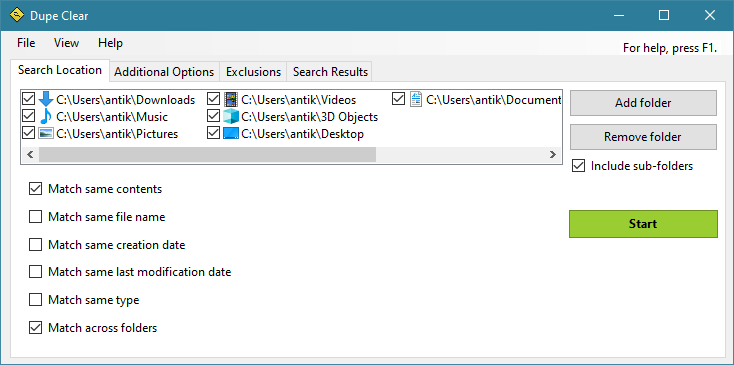 Dupe Clear
File View Help
For help, press F1.
Search Location Additional Options Exclusions Search Results
C:\Users\antik\Downloads C:\Users\antik\Videos C:\Users\antik\Document
C:\Users\antik\Music C:\Users\antik\3D Objects
C:\Users\antik\Pictures C:\Users\antik\Desktop
Add folder
Remove folder
Include sub-folders
Start
Match same contents
Match same file name
Match same creation date
Match same last modification date
Match same type
Match across folders